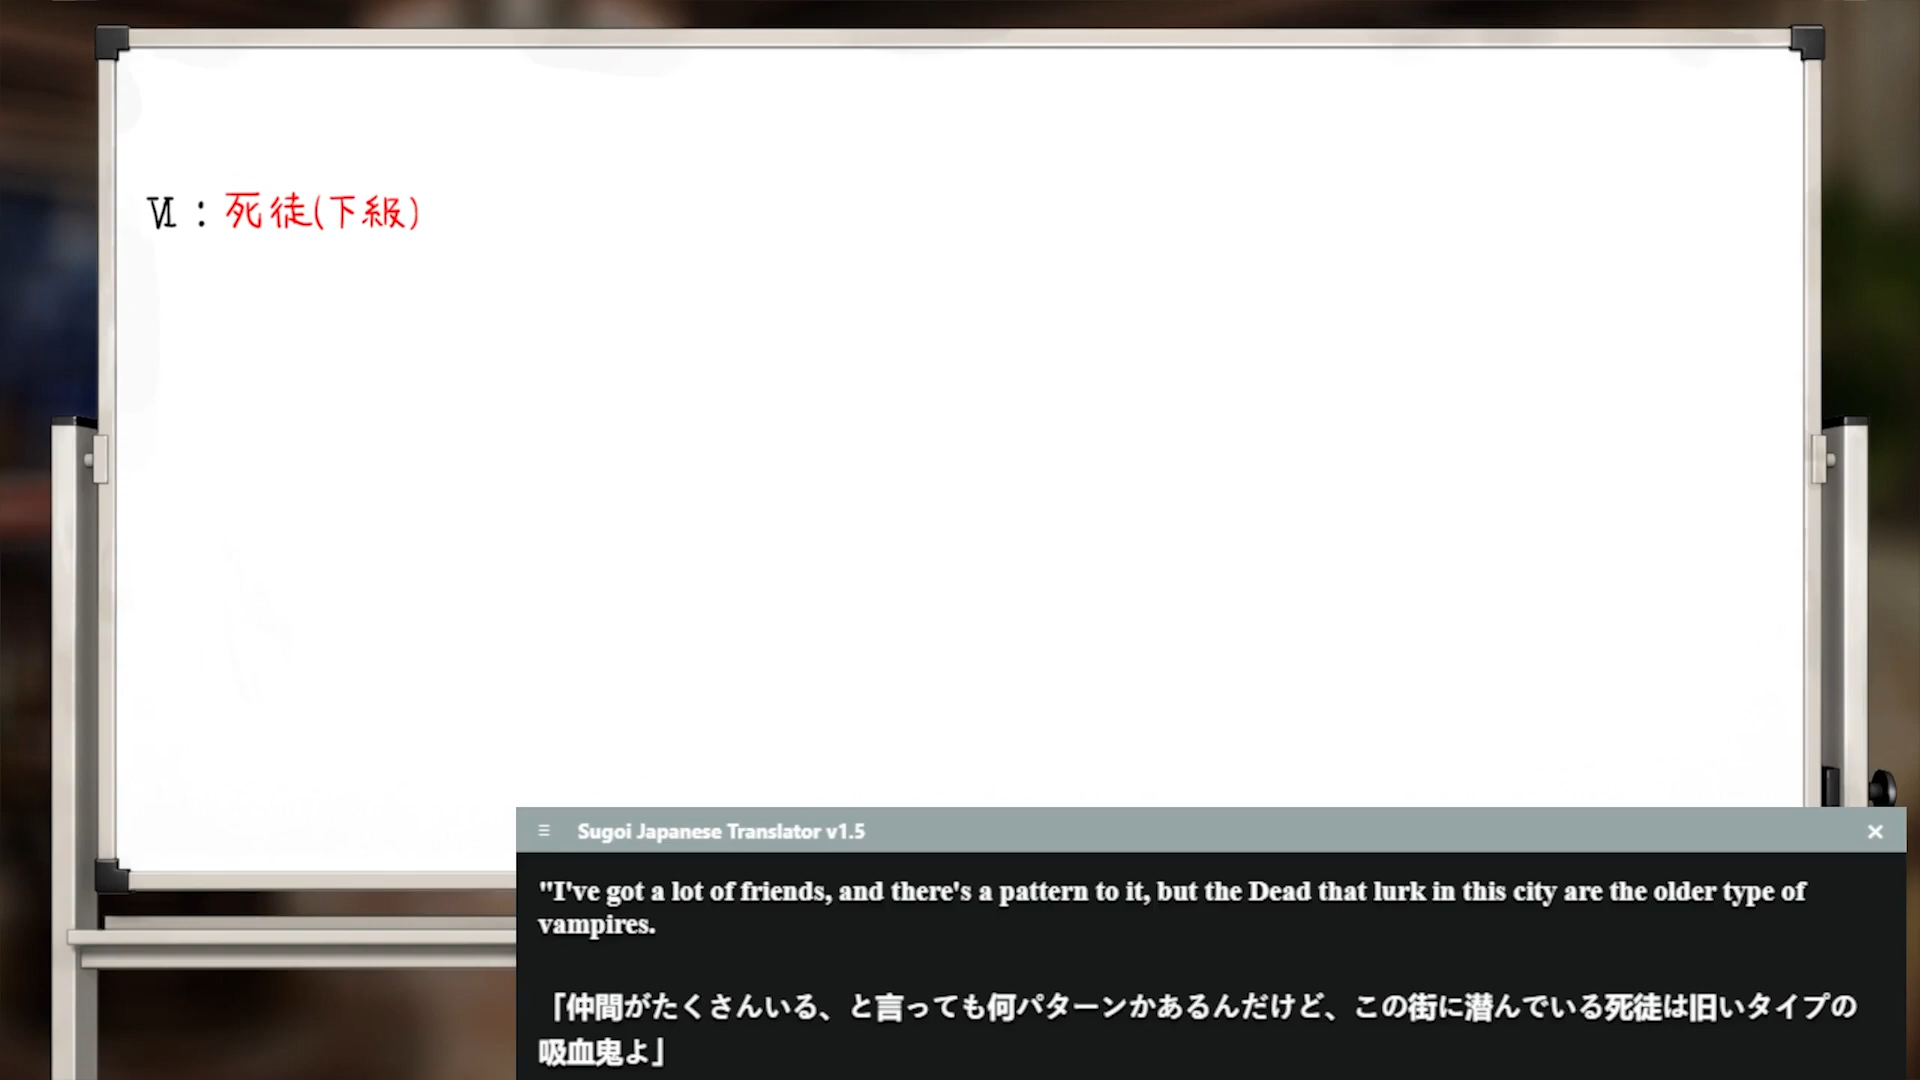 Ⅵ：死徒(下級)
☰ Sugoi Japanese Translator v1.5 ✕
"I've got a lot of friends, and there's a pattern to it, but the Dead that lurk in this city are the older type of
vampires.
「仲間がたくさんいる、と言っても何パターンかあるんだけど、この街に潜んでいる死徒は旧いタイプの
吸血鬼よ」